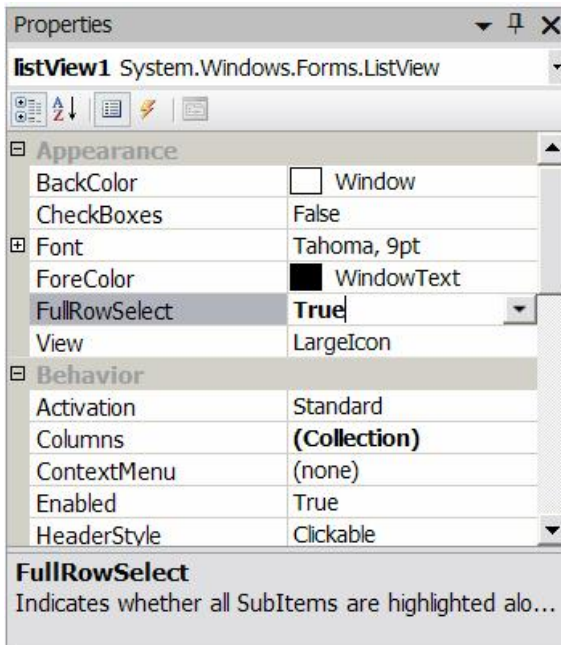 Properties
listView1 System.Windows.Forms.ListView
Appearance
BackColor Window
CheckBoxes False
Font Tahoma, 9pt
ForeColor WindowText
FullRowSelect True
View LargeIcon
Behavior
Activation Standard
Columns (Collection)
ContextMenu (none)
Enabled True
HeaderStyle Clickable
FullRowSelect
Indicates whether all SubItems are highlighted alo...